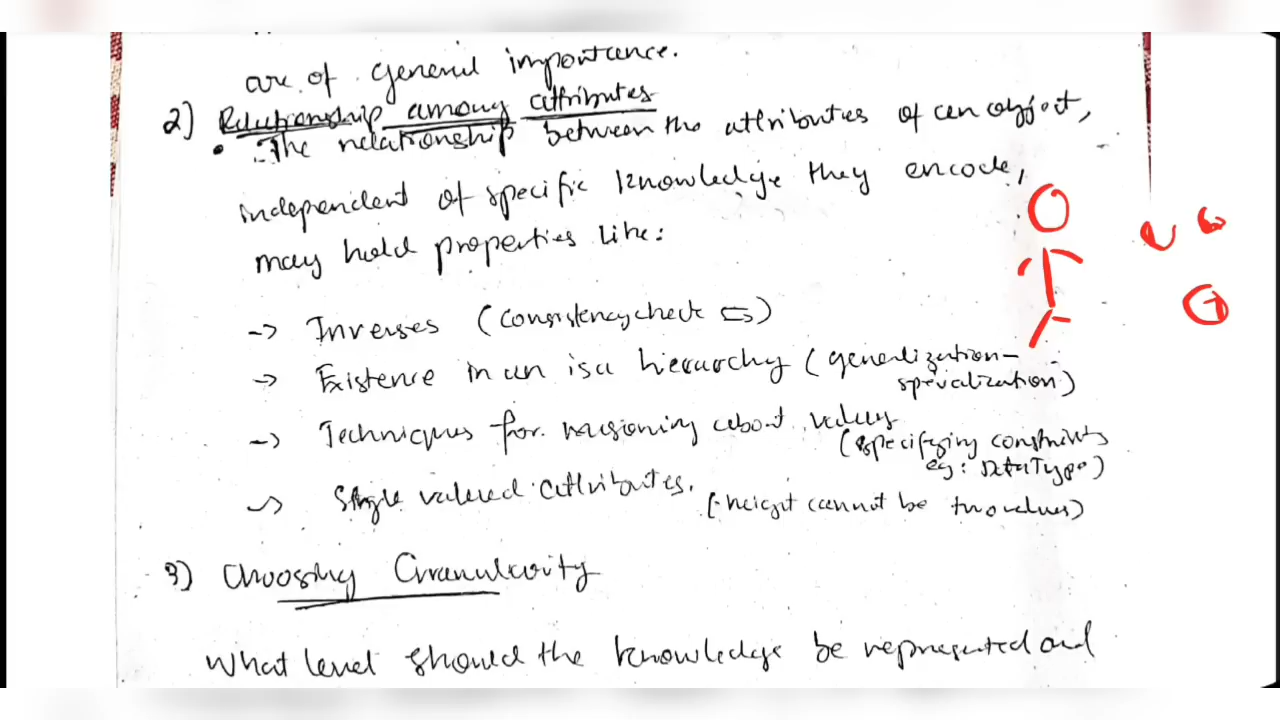 are of general importance.
2) Relationship among attributes
• The relationship between the attributes of an object,
independent of specific knowledge they encode,
may hold properties like:
→ Inverses (consistency check ⇆)
→ Existence in an isa hierarchy (generalization-
specialization)
→ Techniques for reasoning about values
(specifying constraints
eg: DataType)
→ Single valued attributes. (height cannot be two values)
3) Choosing Granularity
What level should the knowledge be represented and